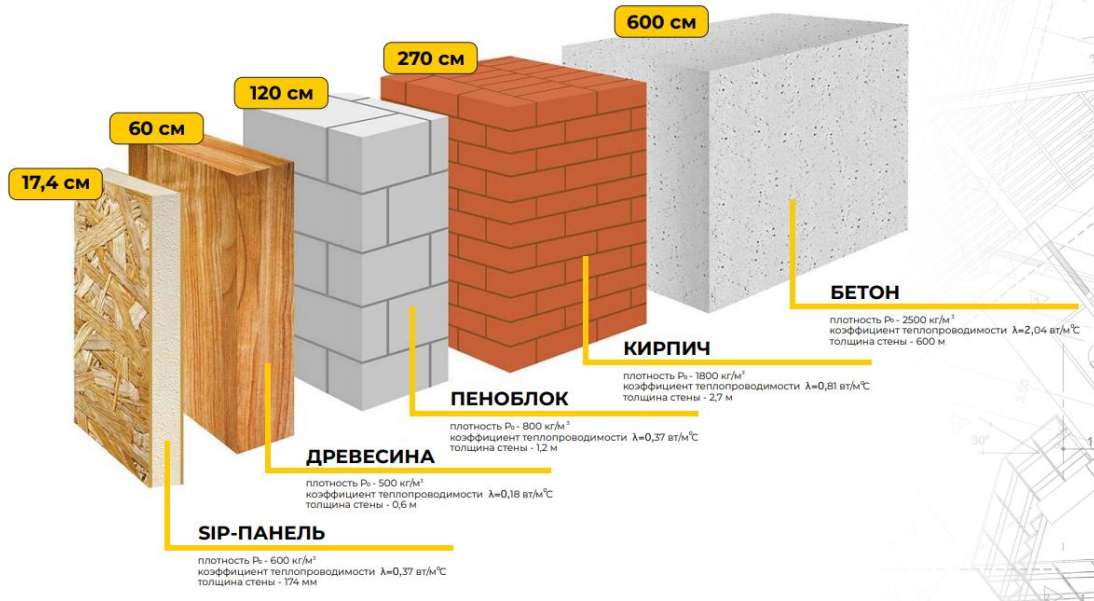 600 см
270 см
120 см
60 см
17,4 см
БЕТОН
плотность P₀ - 2500 кг/м³
коэффициент теплопроводимости λ=2,04 вт/м°С
толщина стены - 600 м
КИРПИЧ
плотность P₀ - 1800 кг/м³
коэффициент теплопроводимости λ=0,81 вт/м°С
толщина стены - 2,7 м
ПЕНОБЛОК
плотность P₀ - 800 кг/м³
коэффициент теплопроводимости λ=0,37 вт/м°С
толщина стены - 1,2 м
ДРЕВЕСИНА
плотность P₀ - 500 кг/м³
коэффициент теплопроводимости λ=0,18 вт/м°С
толщина стены - 0,6 м
SIP-ПАНЕЛЬ
плотность P₀ - 600 кг/м³
коэффициент теплопроводимости λ=0,37 вт/м°С
толщина стены - 174 мм
30°